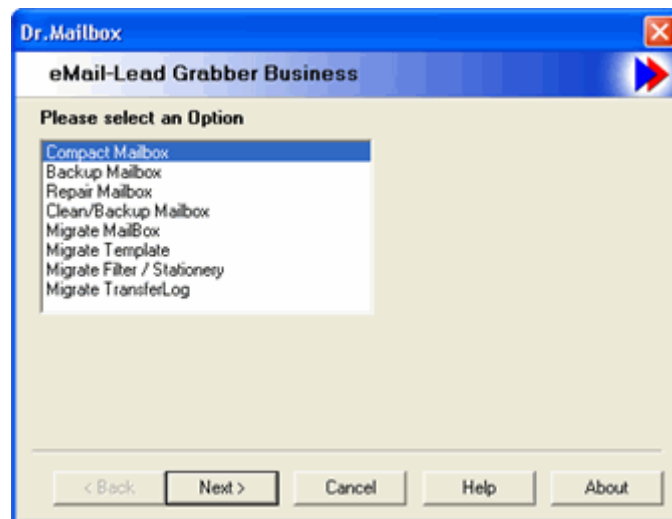 Dr.Mailbox
eMail-Lead Grabber Business
Please select an Option
Compact Mailbox
Backup Mailbox
Repair Mailbox
Clean/Backup Mailbox
Migrate MailBox
Migrate Template
Migrate Filter / Stationery
Migrate TransferLog
< Back Next > Cancel Help About